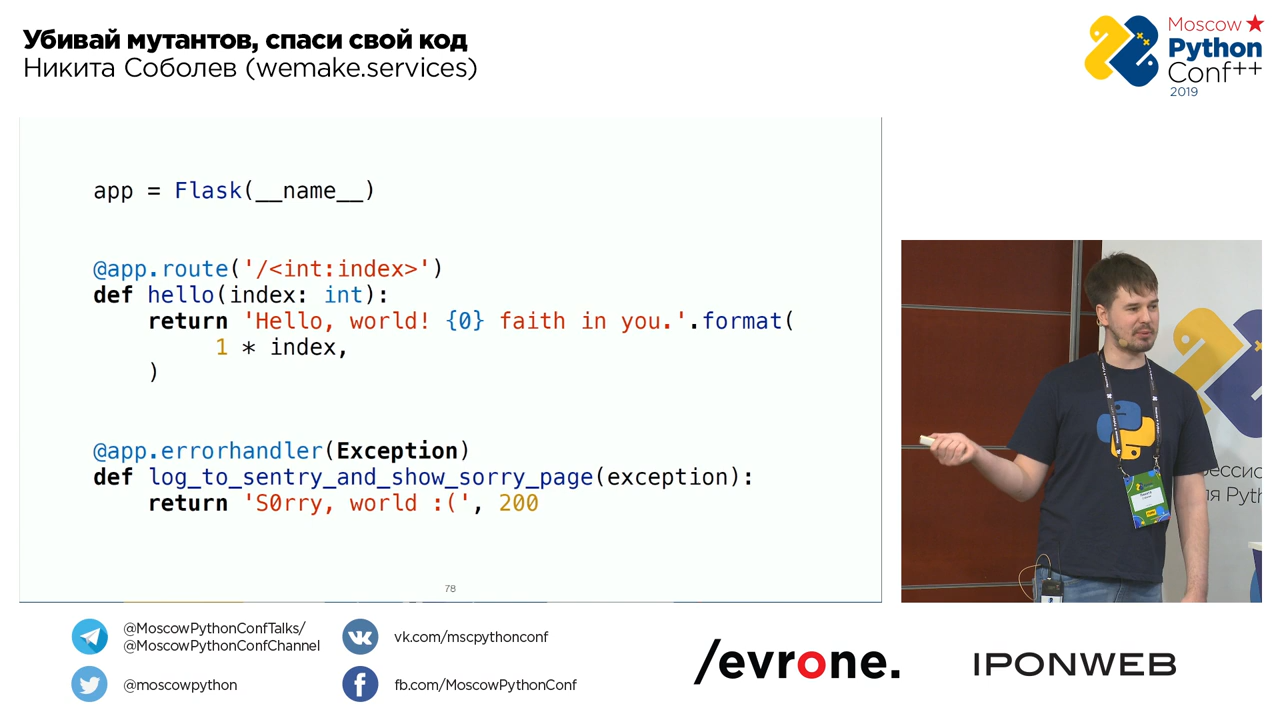 Убивай мутантов, спаси свой код
Никита Соболев (wemake.services)
Moscow
Python
Conf++
2019
app = Flask(__name__)
@app.route('/<int:index>')
def hello(index: int):
    return 'Hello, world! {0} faith in you.'.format(
        1 * index,
    )
@app.errorhandler(Exception)
def log_to_sentry_and_show_sorry_page(exception):
    return 'S0rry, world :(', 200
78
@MoscowPythonConfTalks/
@MoscowPythonConfChannel
@moscowpython
vk.com/mscpythonconf
fb.com/MoscowPythonConf
/evrone.
IPONWEB